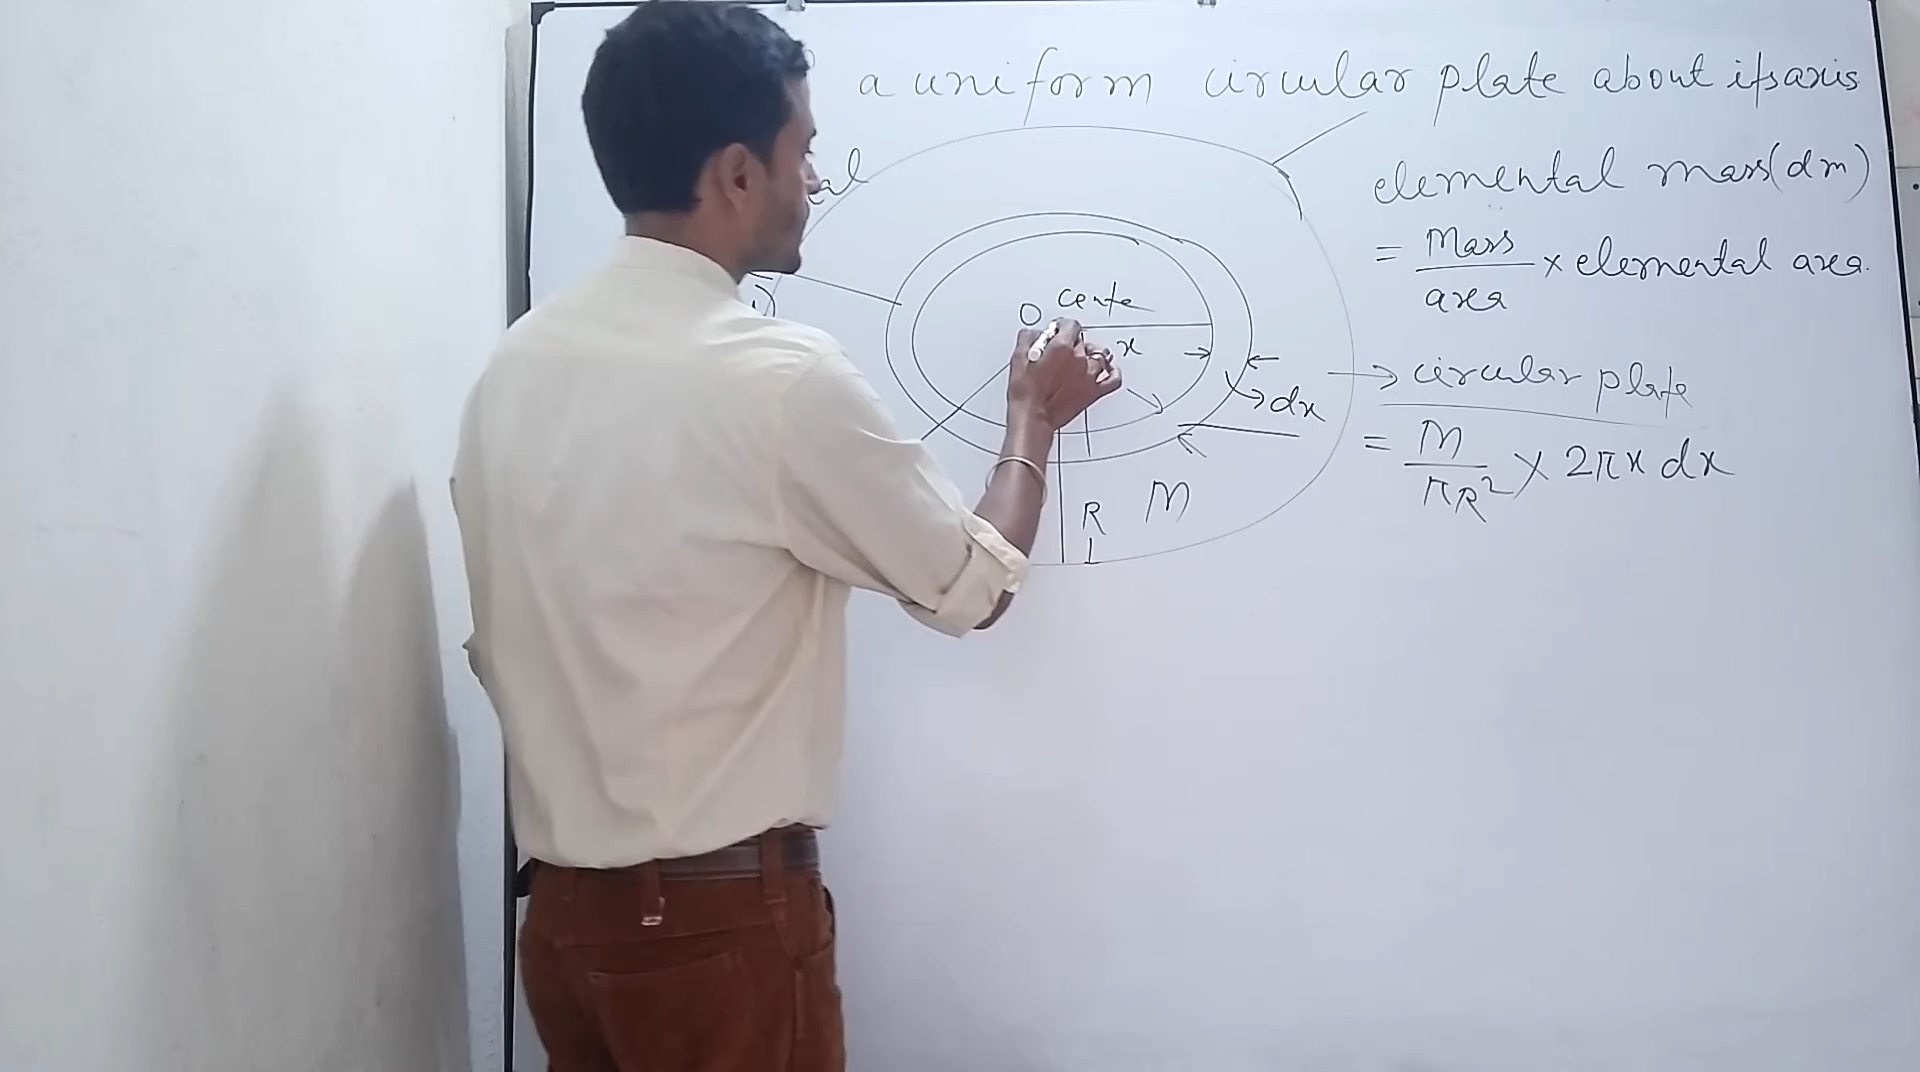 a uniform circular plate about its axis
elemental mass(dm)
= Mass / area × elemental area.
O cente
x
→ circular plate
dx
= M / πR² × 2πx dx
R M